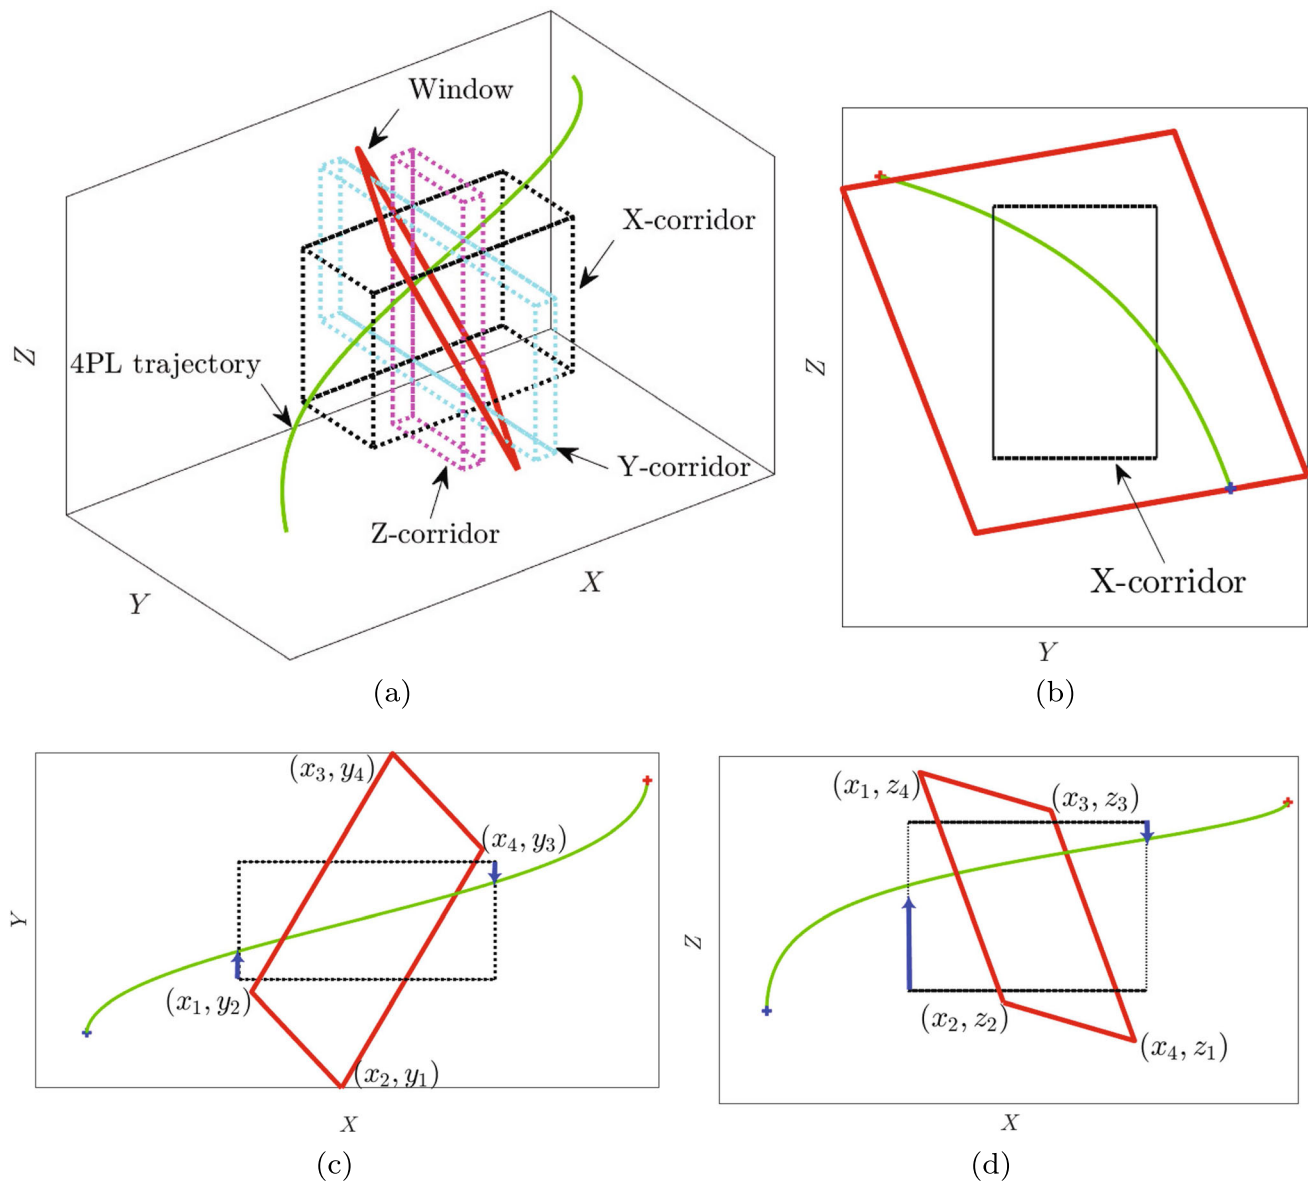 Window
X-corridor
Z
4PL trajectory
Y-corridor
Z-corridor
Y
X
(a)
Z
X-corridor
Y
(b)
(x₃, y₄)
(x₄, y₃)
Y
(x₁, y₂)
(x₂, y₁)
X
(c)
(x₁, z₄)
(x₃, z₃)
Z
(x₂, z₂)
(x₄, z₁)
X
(d)